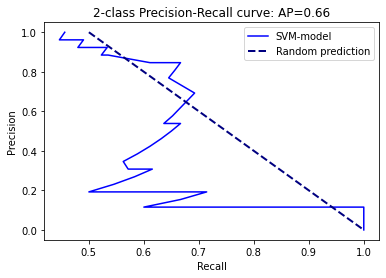 2-class Precision-Recall curve: AP=0.66
SVM-model
Random prediction
Precision
1.0
0.8
0.6
0.4
0.2
0.0
0.5 0.6 0.7 0.8 0.9 1.0
Recall